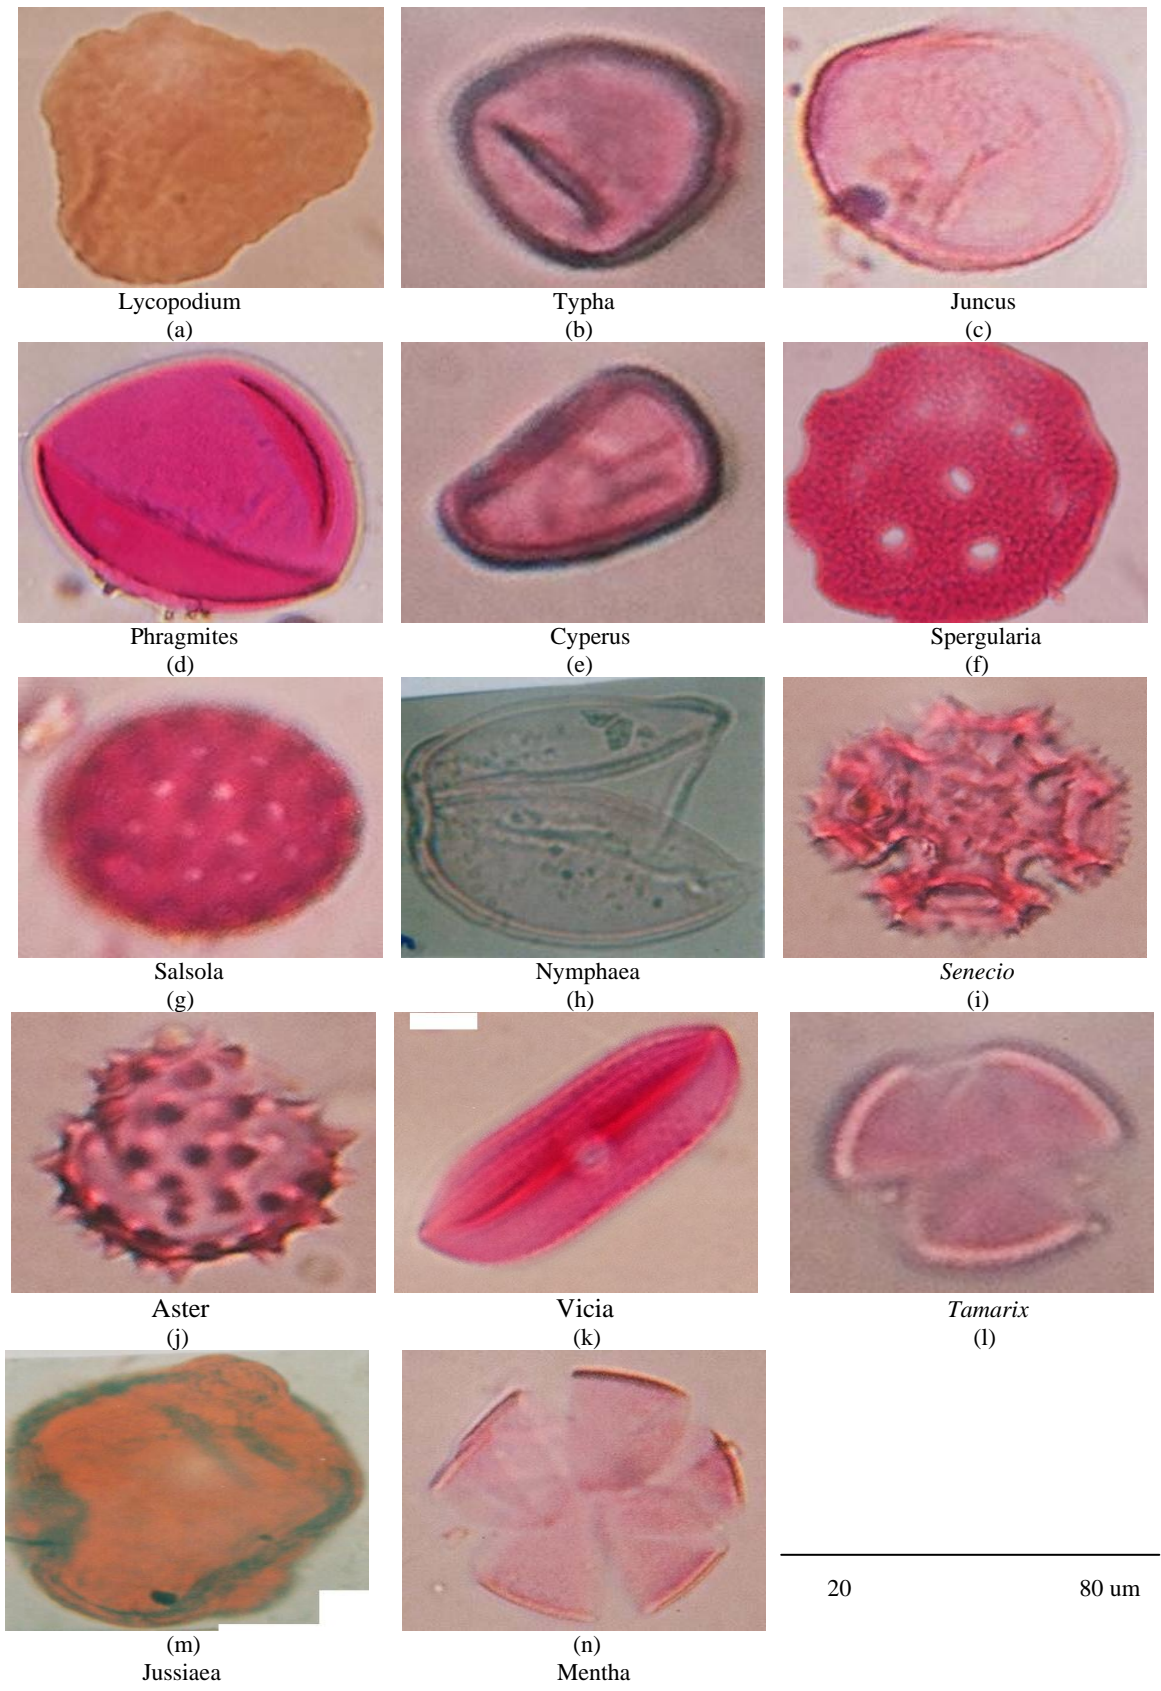 Lycopodium Typha Juncus
(a) (b) (c)
Phragmites Cyperus Spergularia
(d) (e) (f)
Salsola Nymphaea Senecio
(g) (h) (i)
Aster Vicia Tamarix
(j) (k) (l)
20 80 um
(m) (n)
Jussiaea Mentha